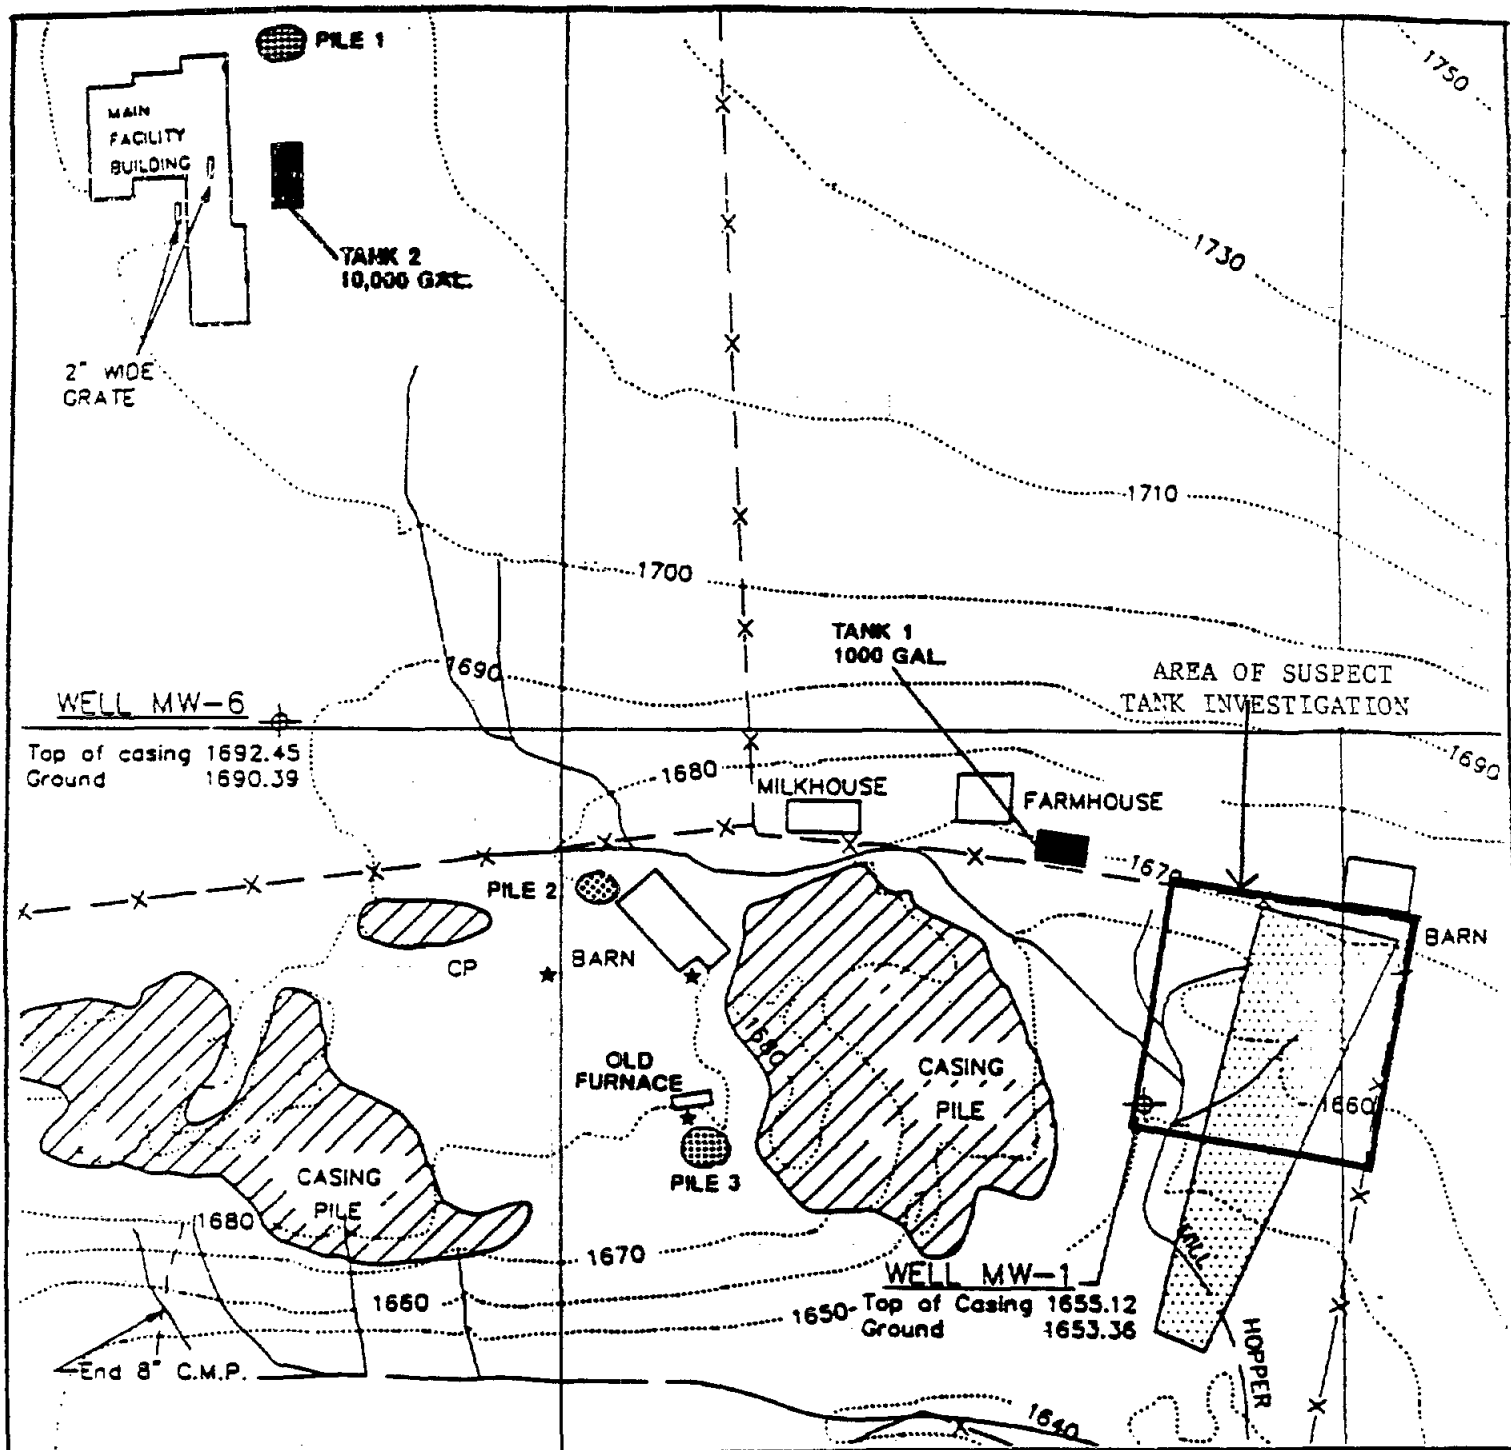 PILE 1
1750
MAIN
FACILITY
BUILDING
TANK 2
10,000 GAL.
1730
2" WIDE
GRATE
1710
1700
TANK 1
1000 GAL.
1690
AREA OF SUSPECT
TANK INVESTIGATION
WELL MW-6
Top of casing 1692.45
Ground 1690.39
1680
1690
MILKHOUSE
FARMHOUSE
1670
PILE 2
BARN
CP
BARN
1680
OLD
FURNACE
CASING
PILE
1660
PILE 3
CASING
PILE
1680
1670
WELL MW-1
1660
1650
Top of Casing 1655.12
Ground 1653.36
HOPPER
End 8" C.M.P.
1640